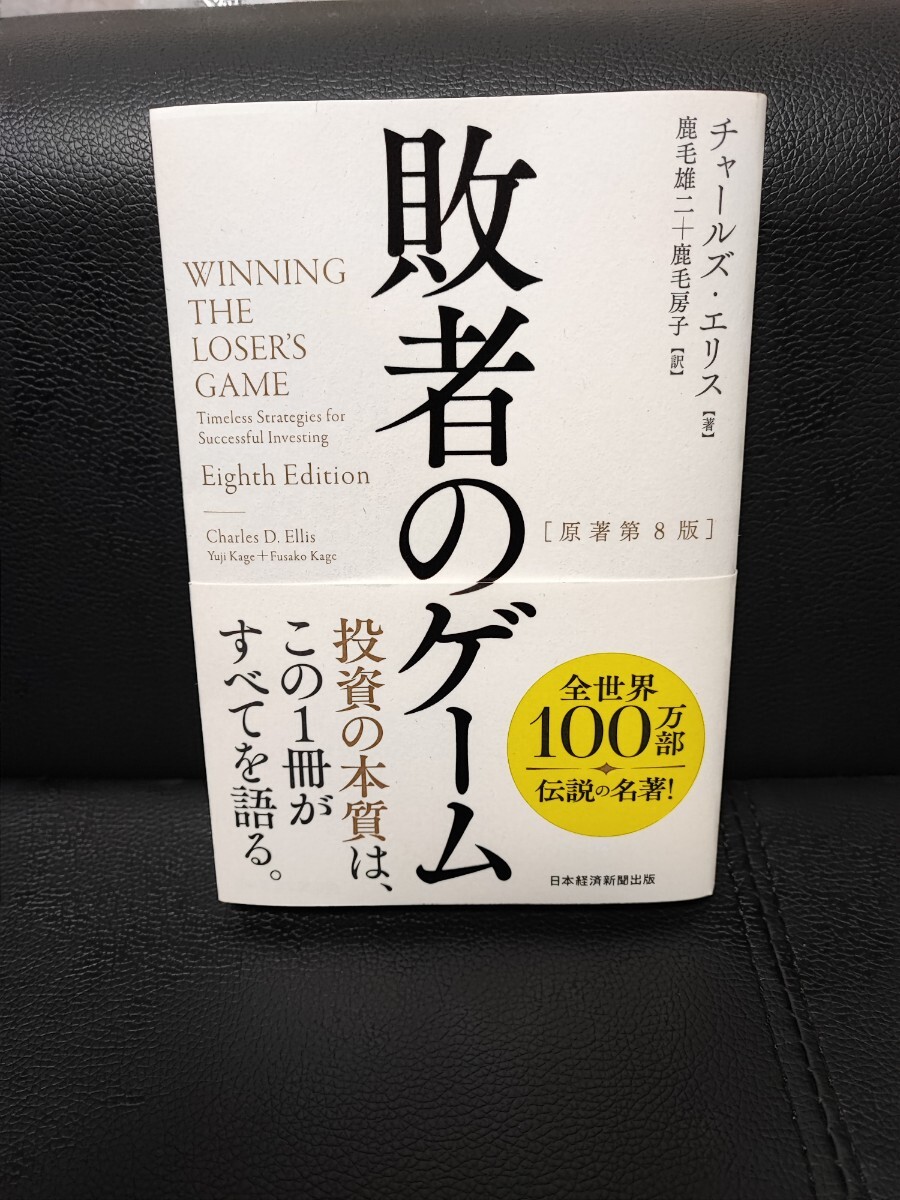 チャールズ・エリス【著】
鹿毛雄二+鹿毛房子【訳】
敗者のゲーム
[原著第8版]
WINNING
THE
LOSER'S
GAME
Timeless Strategies for
Successful Investing
Eighth Edition
Charles D. Ellis
Yuji Kage+Fusako Kage
投資の本質は、
この1冊が
すべてを語る。
全世界
100万部
伝説の名著!
日本経済新聞出版